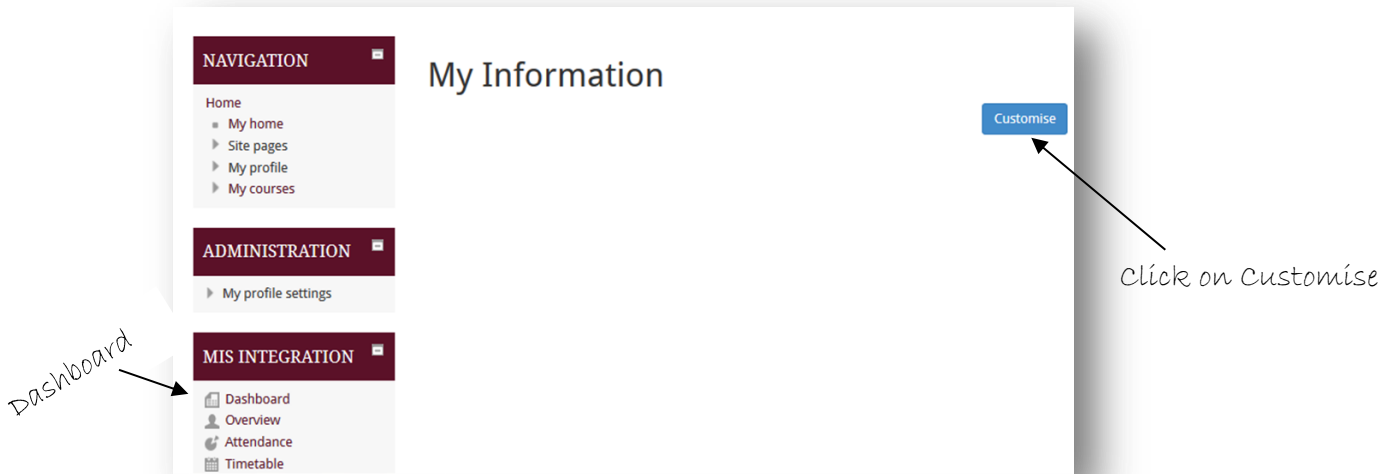 NAVIGATION
Home
My home
Site pages
My profile
My courses
ADMINISTRATION
My profile settings
MIS INTEGRATION
Dashboard
Overview
Attendance
Timetable
My Information
Customise
Click on Customise
Dashboard